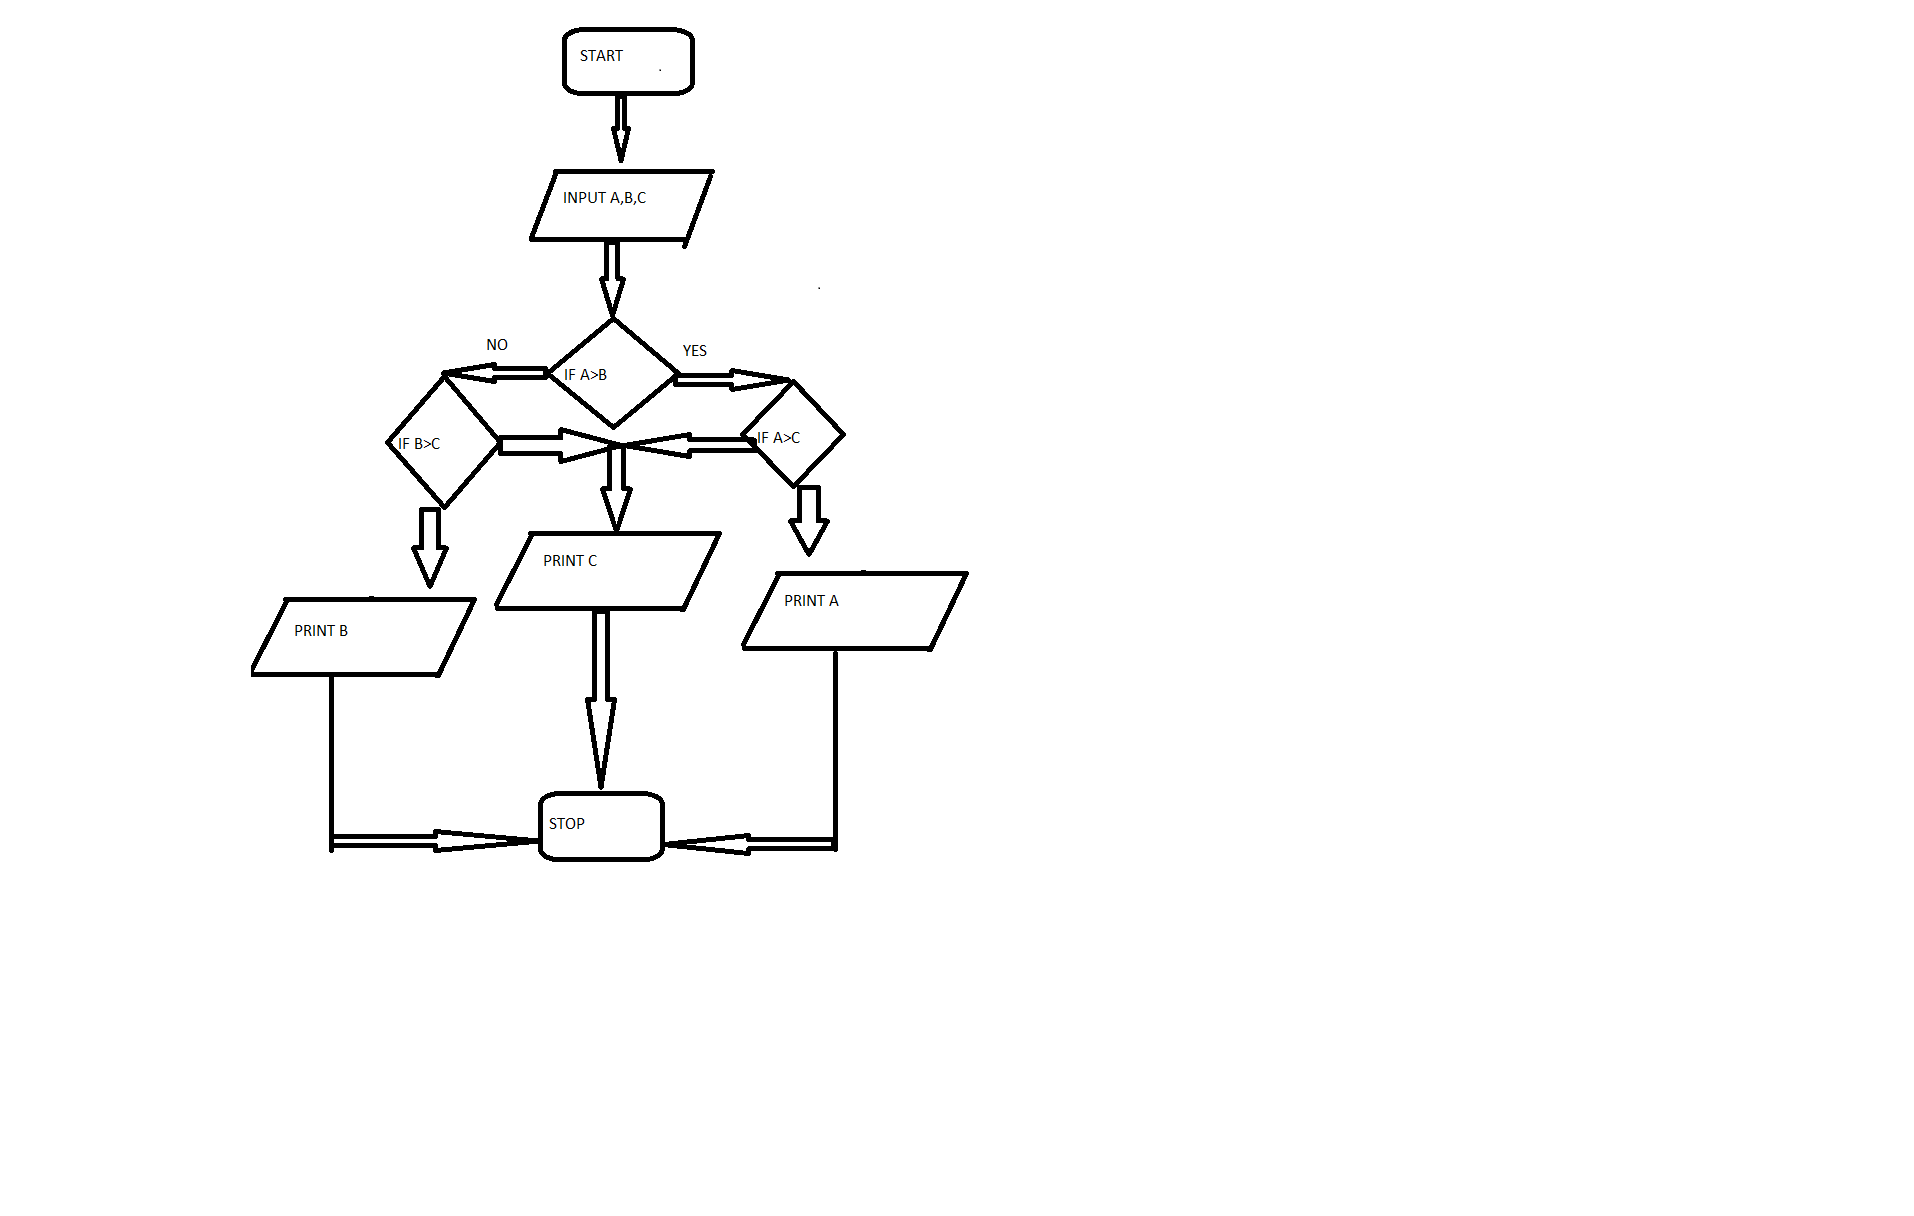 START
INPUT A,B,C
NO
YES
IF A>B
IF B>C
IF A>C
PRINT C
PRINT A
PRINT B
STOP